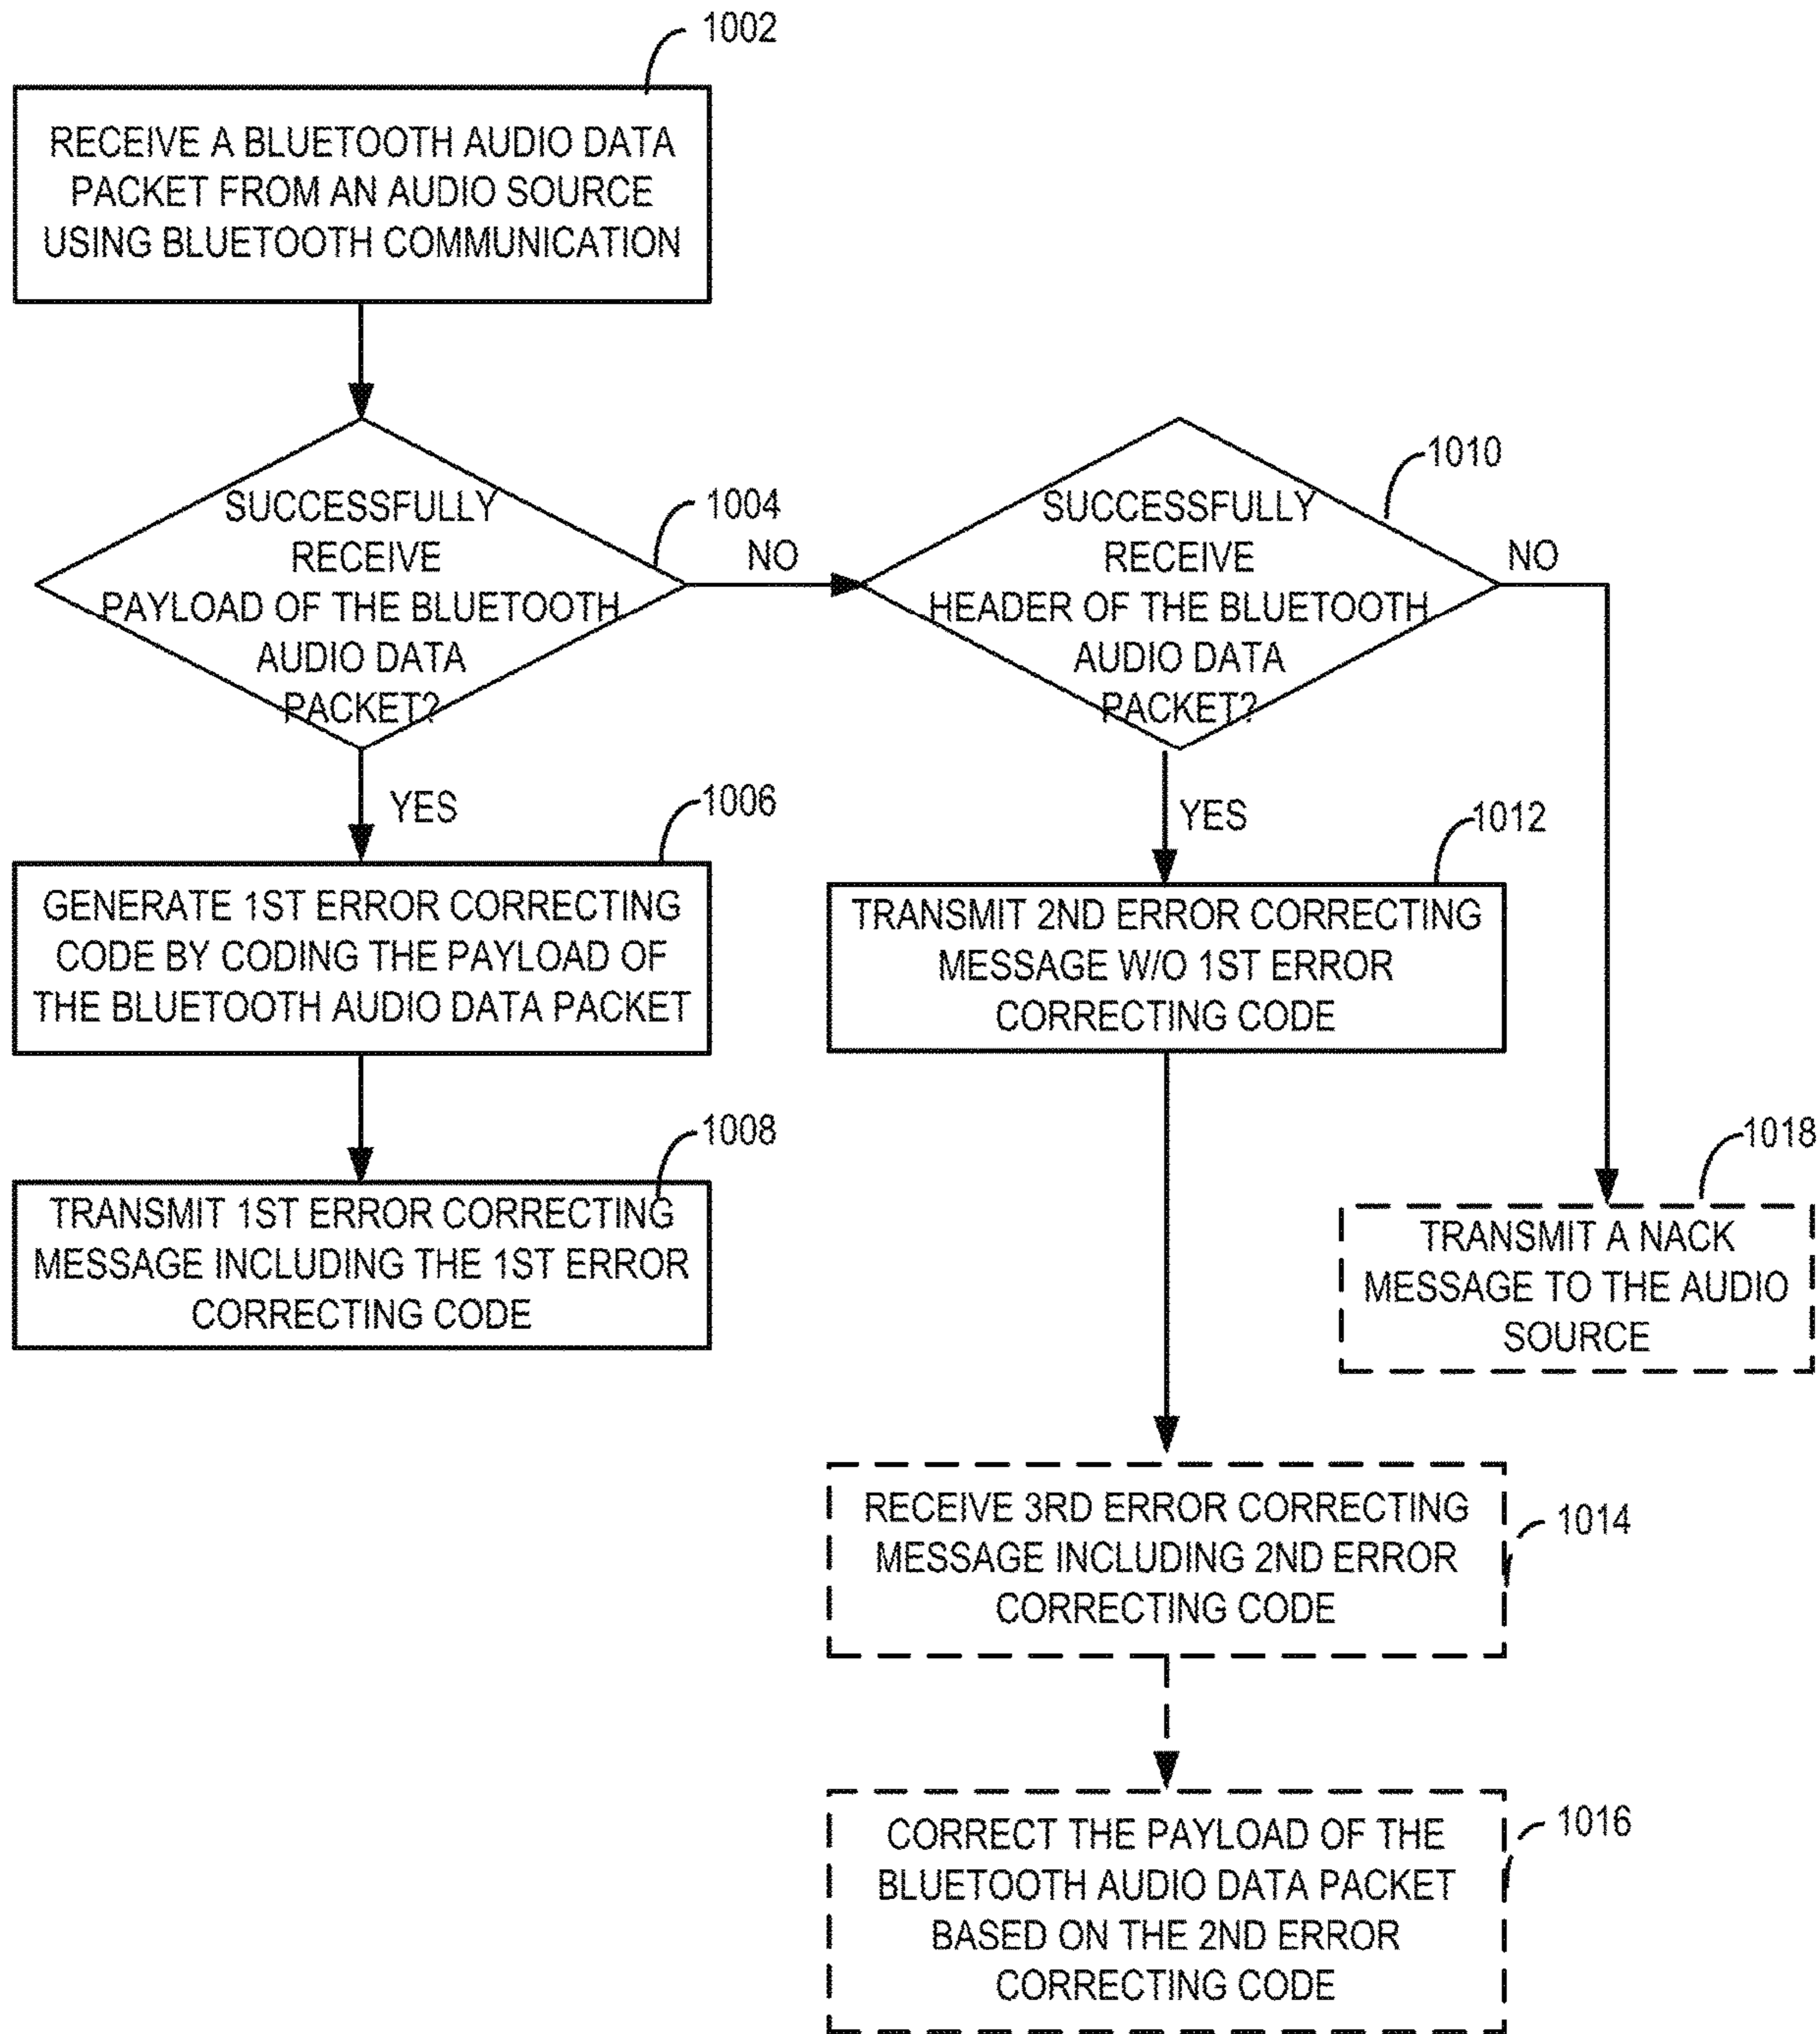 1002
RECEIVE A BLUETOOTH AUDIO DATA
PACKET FROM AN AUDIO SOURCE
USING BLUETOOTH COMMUNICATION
SUCCESSFULLY
RECEIVE
PAYLOAD OF THE BLUETOOTH
AUDIO DATA
PACKET?
1004
NO
YES
SUCCESSFULLY
RECEIVE
HEADER OF THE BLUETOOTH
AUDIO DATA
PACKET?
1010
NO
YES
1006
GENERATE 1ST ERROR CORRECTING
CODE BY CODING THE PAYLOAD OF
THE BLUETOOTH AUDIO DATA PACKET
1008
TRANSMIT 1ST ERROR CORRECTING
MESSAGE INCLUDING THE 1ST ERROR
CORRECTING CODE
1012
TRANSMIT 2ND ERROR CORRECTING
MESSAGE W/O 1ST ERROR
CORRECTING CODE
1018
TRANSMIT A NACK
MESSAGE TO THE AUDIO
SOURCE
RECEIVE 3RD ERROR CORRECTING
MESSAGE INCLUDING 2ND ERROR
CORRECTING CODE
1014
CORRECT THE PAYLOAD OF THE
BLUETOOTH AUDIO DATA PACKET
BASED ON THE 2ND ERROR
CORRECTING CODE
1016